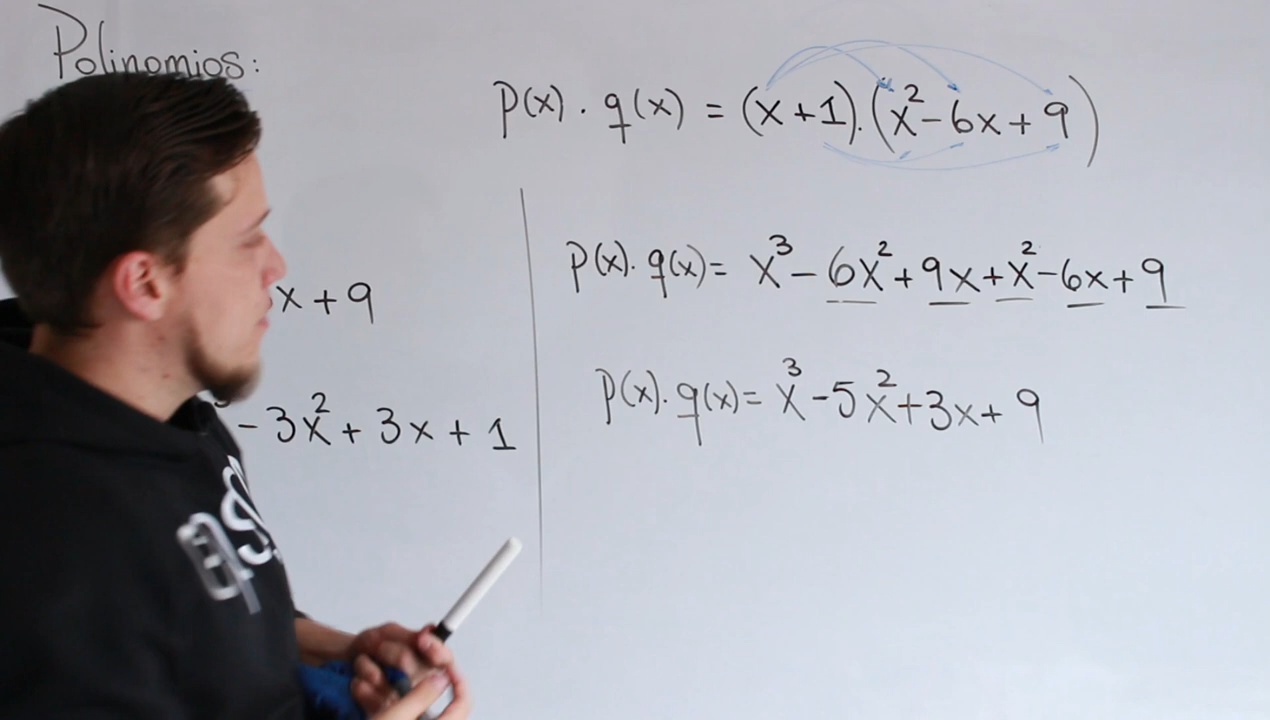 Polinomios:
p(x) . q(x) = (x + 1).(x² - 6x + 9)
x + 9
- 3x² + 3x + 1
p(x). q(x) = x³ - 6x² + 9x + x² - 6x + 9
p(x). q(x) = x³ - 5x² + 3x + 9